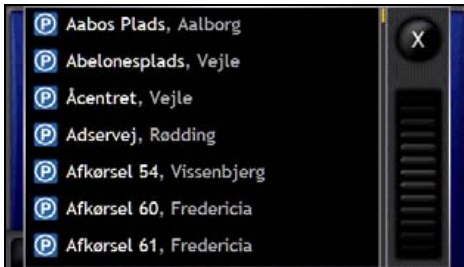 P Aabos Plads, Aalborg
X
P Abelonesplads, Vejle
P Åcentret, Vejle
P Adservej, Rødding
P Afkørsel 54, Vissenbjerg
P Afkørsel 60, Fredericia
P Afkørsel 61, Fredericia